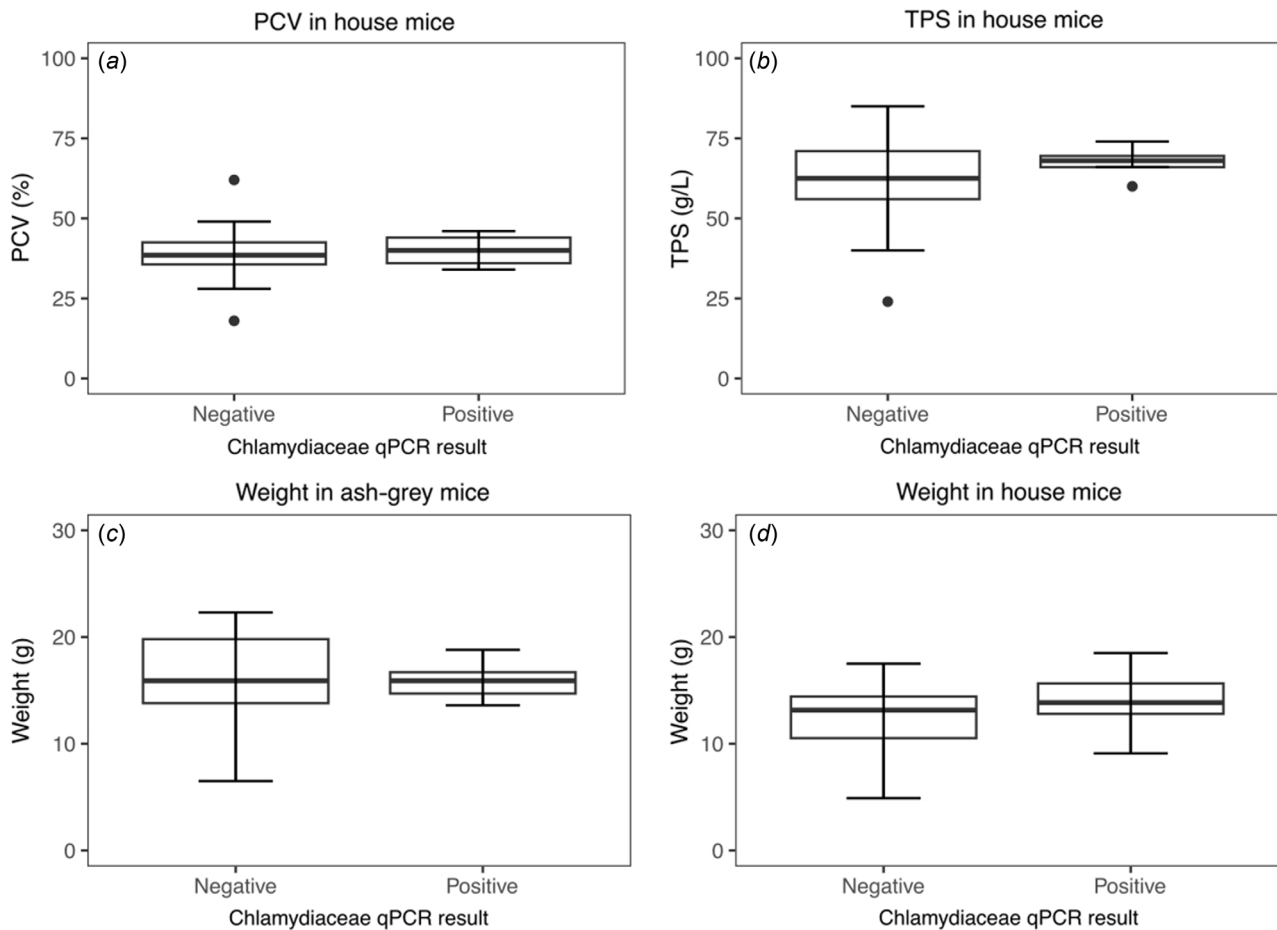 PCV in house mice
(a)
100
75
50
25
0
PCV (%)
Negative Positive
Chlamydiaceae qPCR result
TPS in house mice
(b)
100
75
50
25
0
TPS (g/L)
Negative Positive
Chlamydiaceae qPCR result
Weight in ash-grey mice
(c)
30
20
10
0
Weight (g)
Negative Positive
Chlamydiaceae qPCR result
Weight in house mice
(d)
30
20
10
0
Weight (g)
Negative Positive
Chlamydiaceae qPCR result